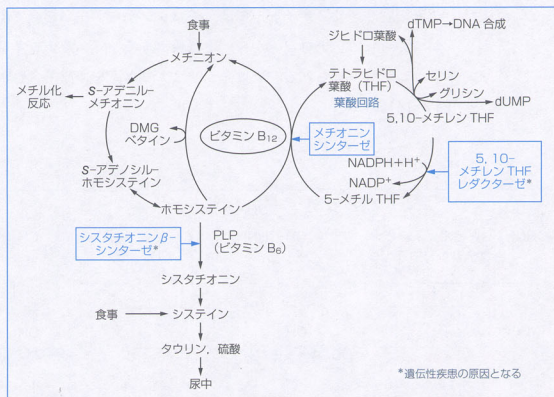 食事
メチニオン
S-アデニル-
メチオニン
メチル化
反応
DMG
ベタイン
S-アデノシル-
ホモシステイン
ホモシステイン
ビタミン B12
メチオニン
シンターゼ
ジヒドロ葉酸
dTMP→DNA 合成
テトラヒドロ
葉酸(THF)
葉酸回路
セリン
グリシン
dUMP
5,10-メチレン THF
NADPH+H+
NADP+
5-メチル THF
5, 10-
メチレン THF
レダクターゼ*
シスタチオニン β-
シンターゼ*
PLP
(ビタミン B6)
シスタチオニン
食事
システイン
タウリン,硫酸
尿中
*遺伝性疾患の原因となる